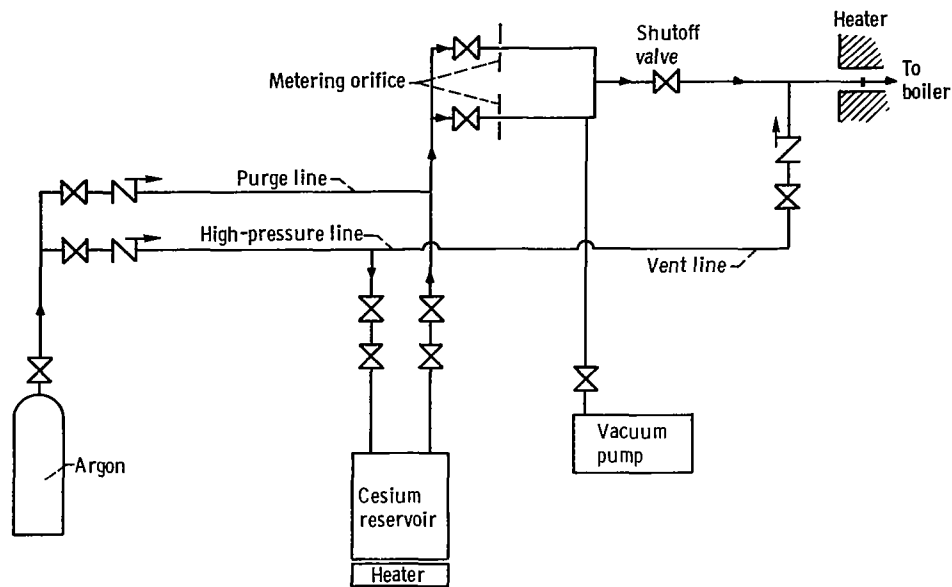 Heater
Shutoff
valve
To
boiler
Metering orifice
Purge line
High-pressure line
Vent line
Argon
Cesium
reservoir
Heater
Vacuum
pump